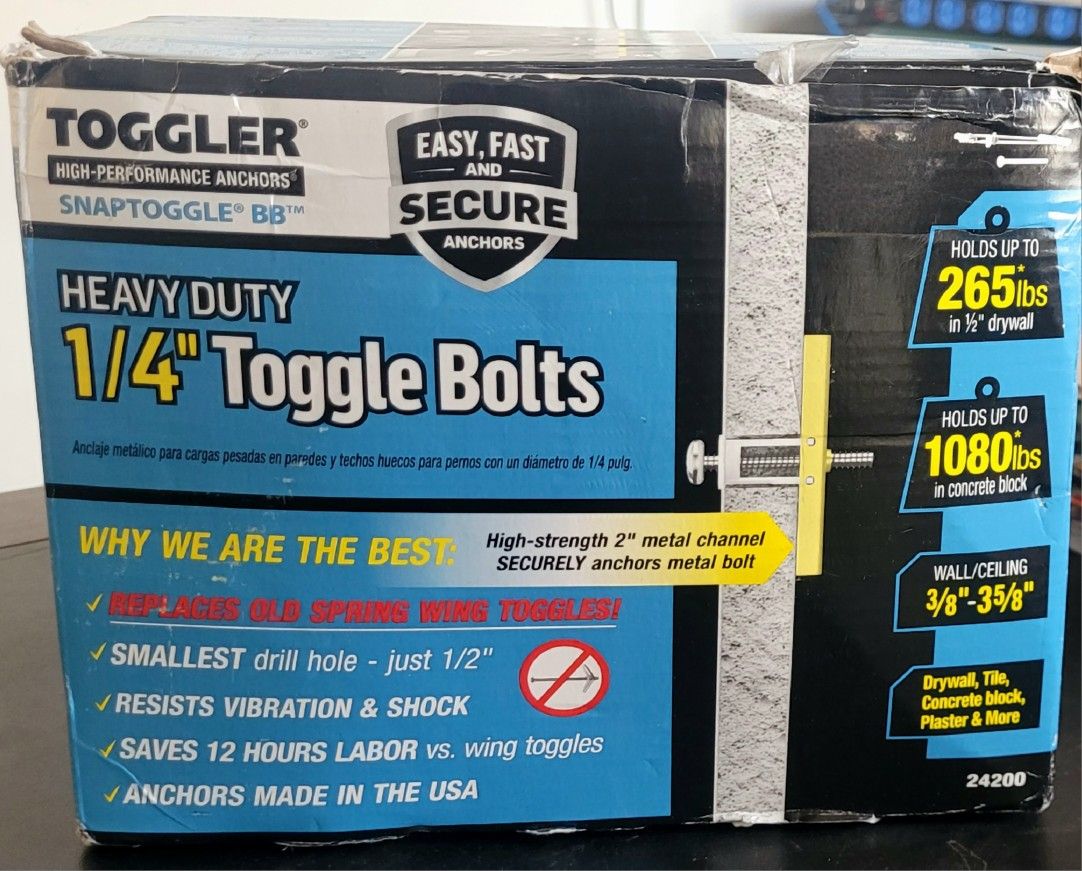 TOGGLER®
HIGH-PERFORMANCE ANCHORS
SNAPTOGGLE® BB™
EASY, FAST
AND
SECURE
ANCHORS
HEAVY DUTY
1/4" Toggle Bolts
Anclaje metálico para cargas pesadas en paredes y techos huecos para pernos con un diámetro de 1/4 pulg.
WHY WE ARE THE BEST:
High-strength 2" metal channel
SECURELY anchors metal bolt
✓ REPLACES OLD SPRING WING TOGGLES!
✓ SMALLEST drill hole - just 1/2"
✓ RESISTS VIBRATION & SHOCK
✓ SAVES 12 HOURS LABOR vs. wing toggles
✓ ANCHORS MADE IN THE USA
HOLDS UP TO
265*lbs
in ½" drywall
HOLDS UP TO
1080*lbs
in concrete block
WALL/CEILING
3/8"-35/8"
Drywall, Tile,
Concrete block,
Plaster & More
24200